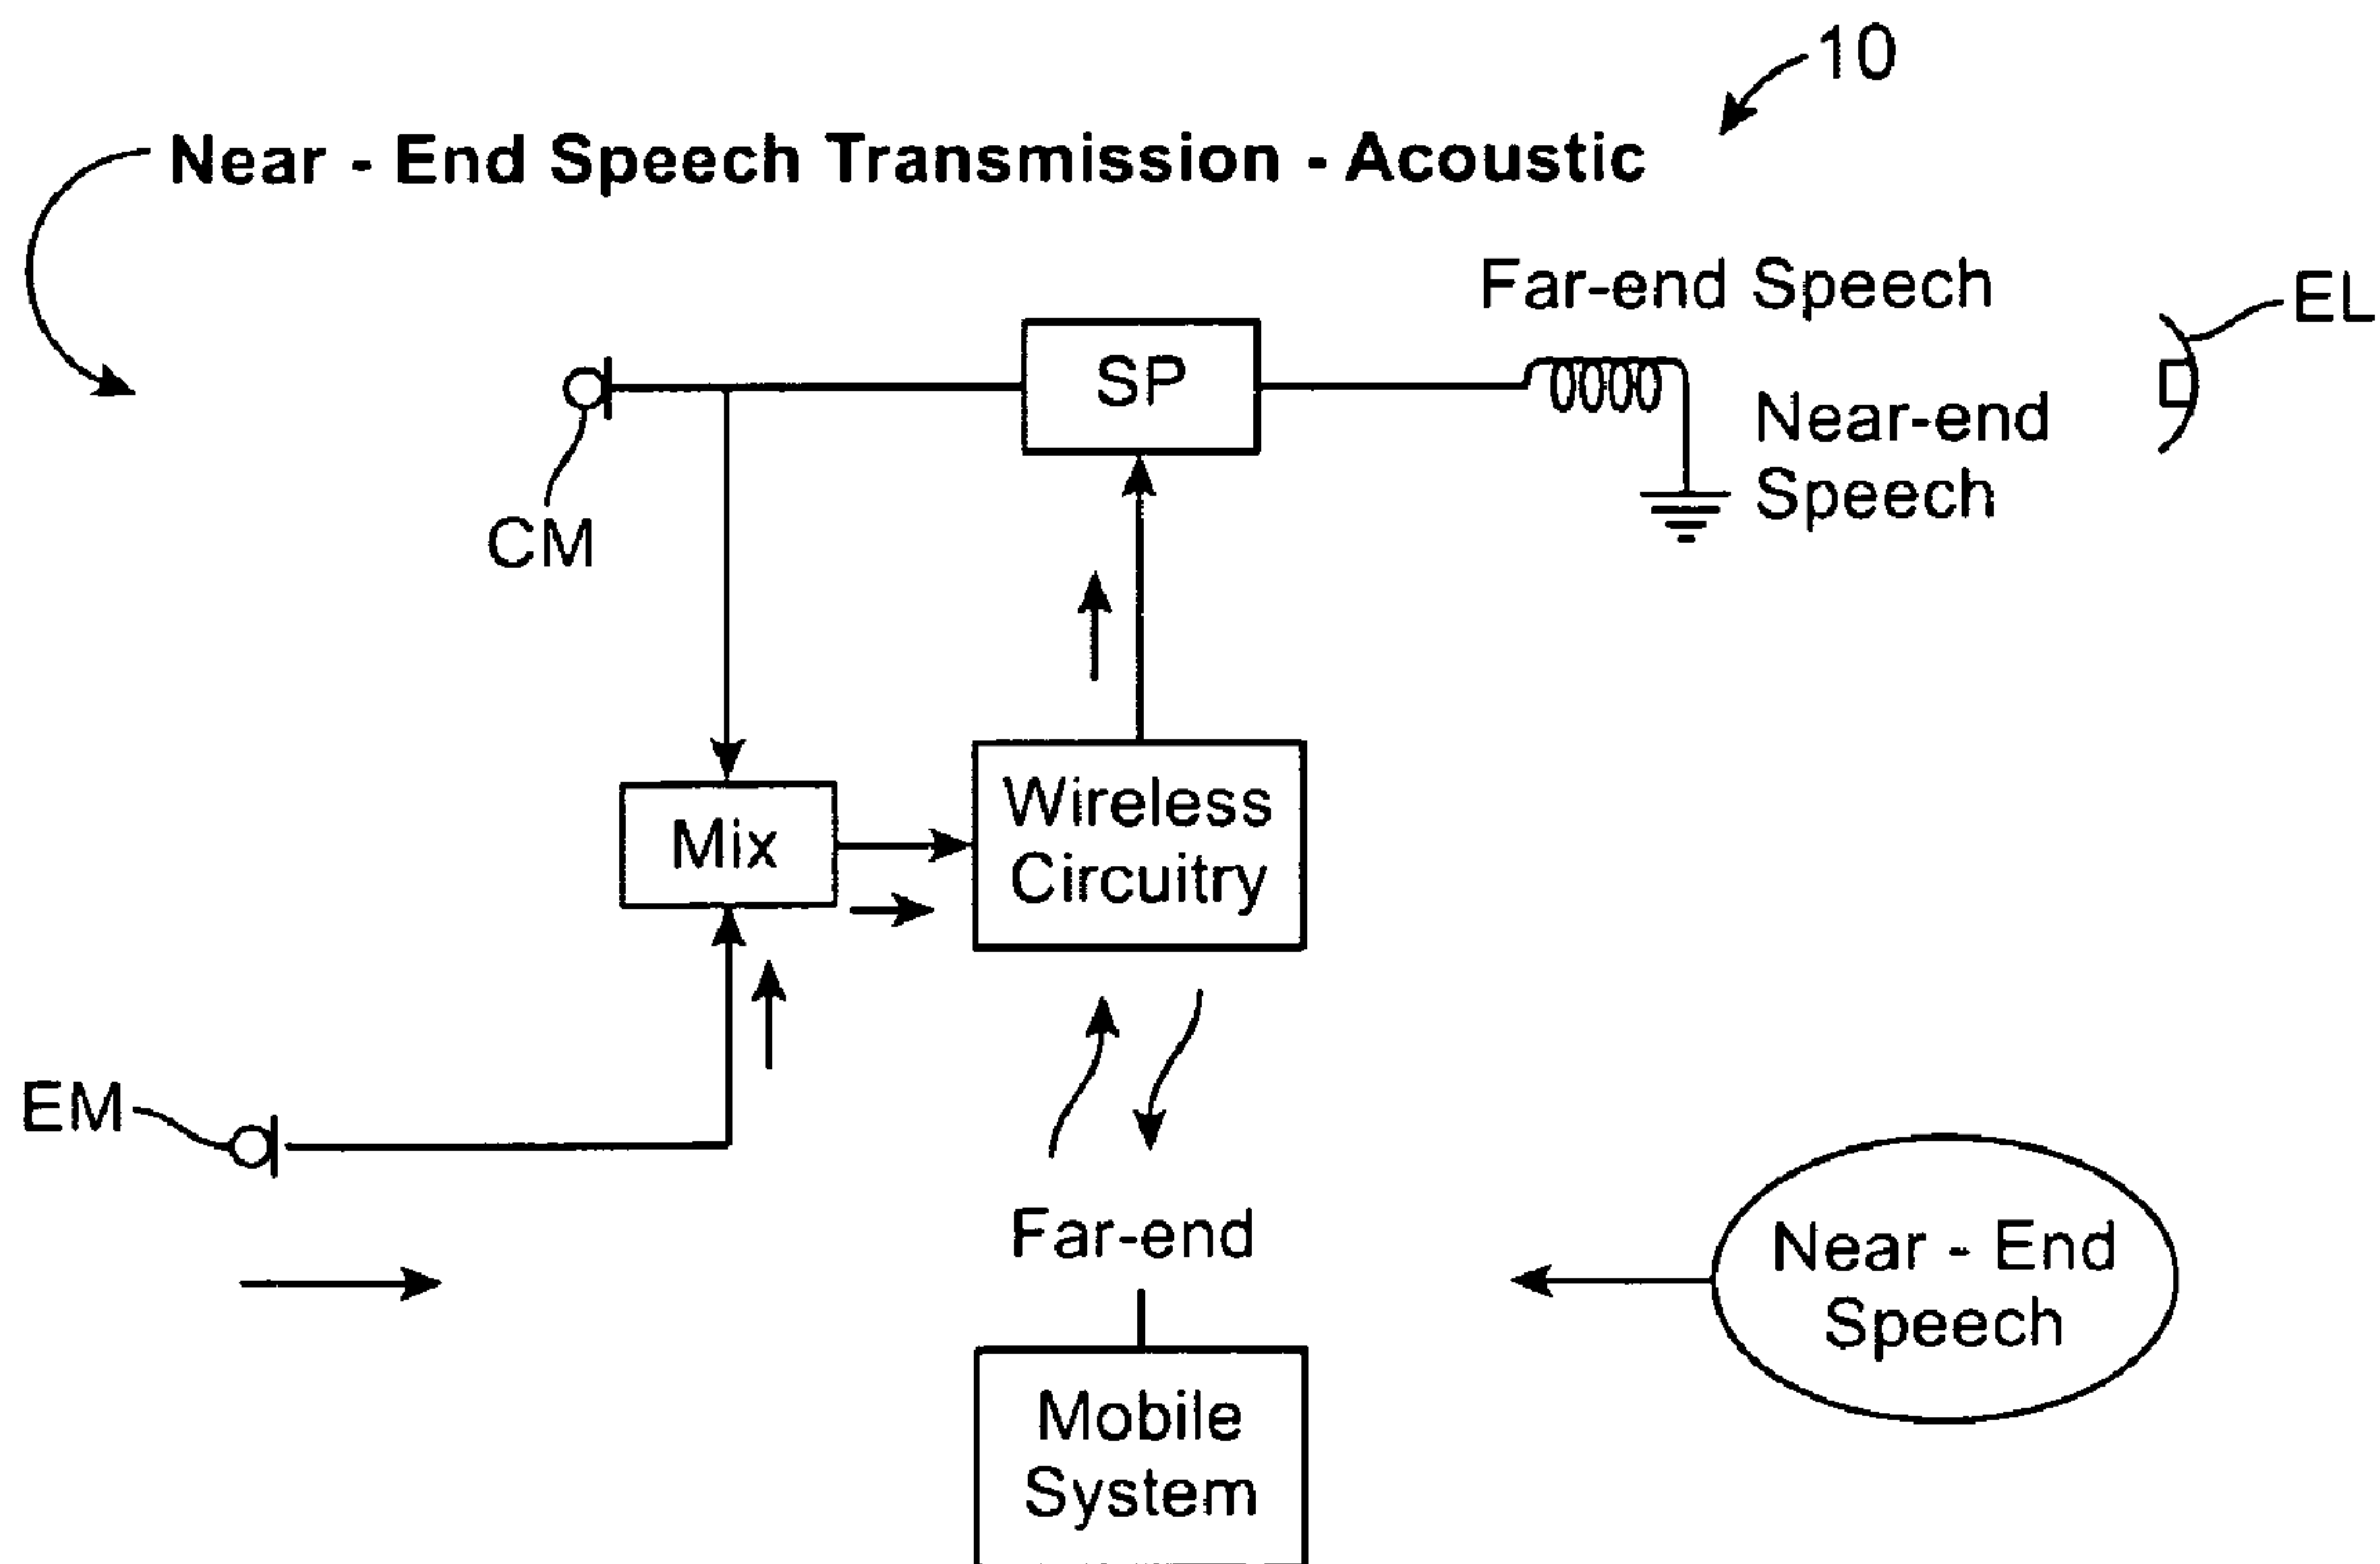 10
Near - End Speech Transmission - Acoustic
Far-end Speech
EL
SP
Near-end
Speech
CM
Wireless
Circuitry
Mix
EM
Far-end
Near - End
Speech
Mobile
System